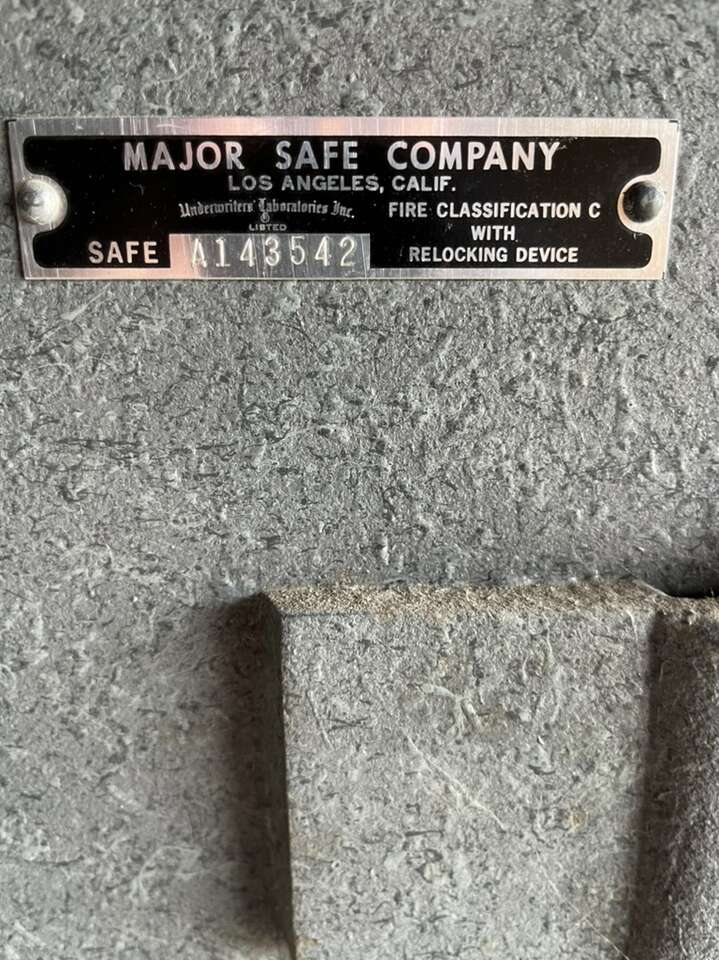 MAJOR SAFE COMPANY
LOS ANGELES, CALIF.
Underwriters' Laboratories Inc.
LISTED
SAFE A143542
FIRE CLASSIFICATION C
WITH
RELOCKING DEVICE